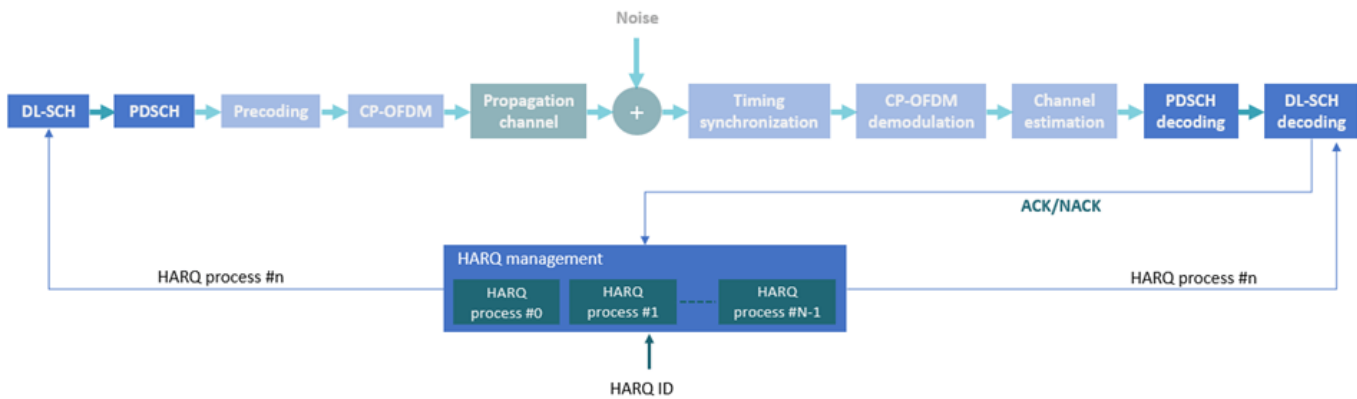 Noise
DL-SCH
PDSCH
Precoding
CP-OFDM
Propagation
channel
+
Timing
synchronization
CP-OFDM
demodulation
Channel
estimation
PDSCH
decoding
DL-SCH
decoding
ACK/NACK
HARQ process #n
HARQ management
HARQ
process #0
HARQ
process #1
HARQ
process #N-1
HARQ process #n
HARQ ID